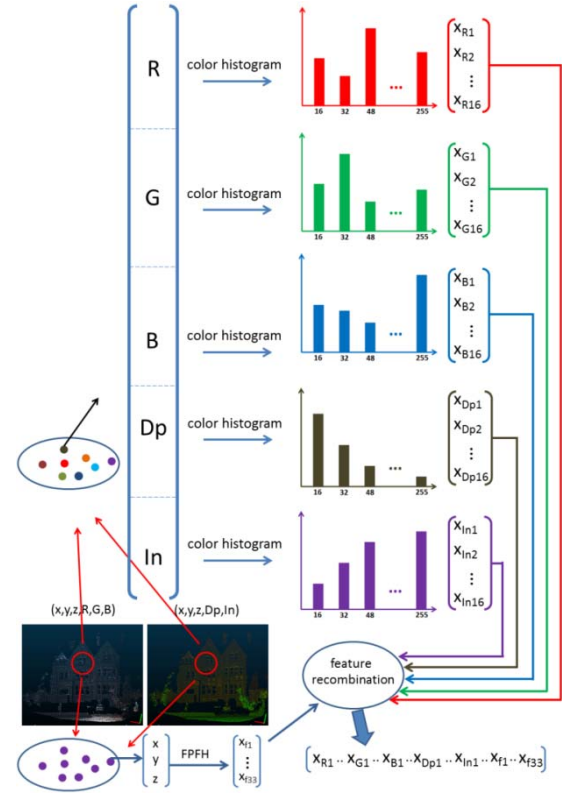 R
color histogram
...
16 32 48 255
xR1
xR2
⋮
xR16
G
color histogram
...
16 32 48 255
xG1
xG2
⋮
xG16
B
color histogram
...
16 32 48 255
xB1
xB2
⋮
xB16
Dp
color histogram
...
16 32 48 255
xDp1
xDp2
⋮
xDp16
In
color histogram
...
16 32 48 255
xIn1
xIn2
⋮
xIn16
(x,y,z,R,G,B)
(x,y,z,Dp,In)
feature
recombination
x
y
z
FPFH
xf1
⋮
xf33
xR1 .. xG1 .. xB1 ..xDp1 ..xIn1 ..xf1.. xf33